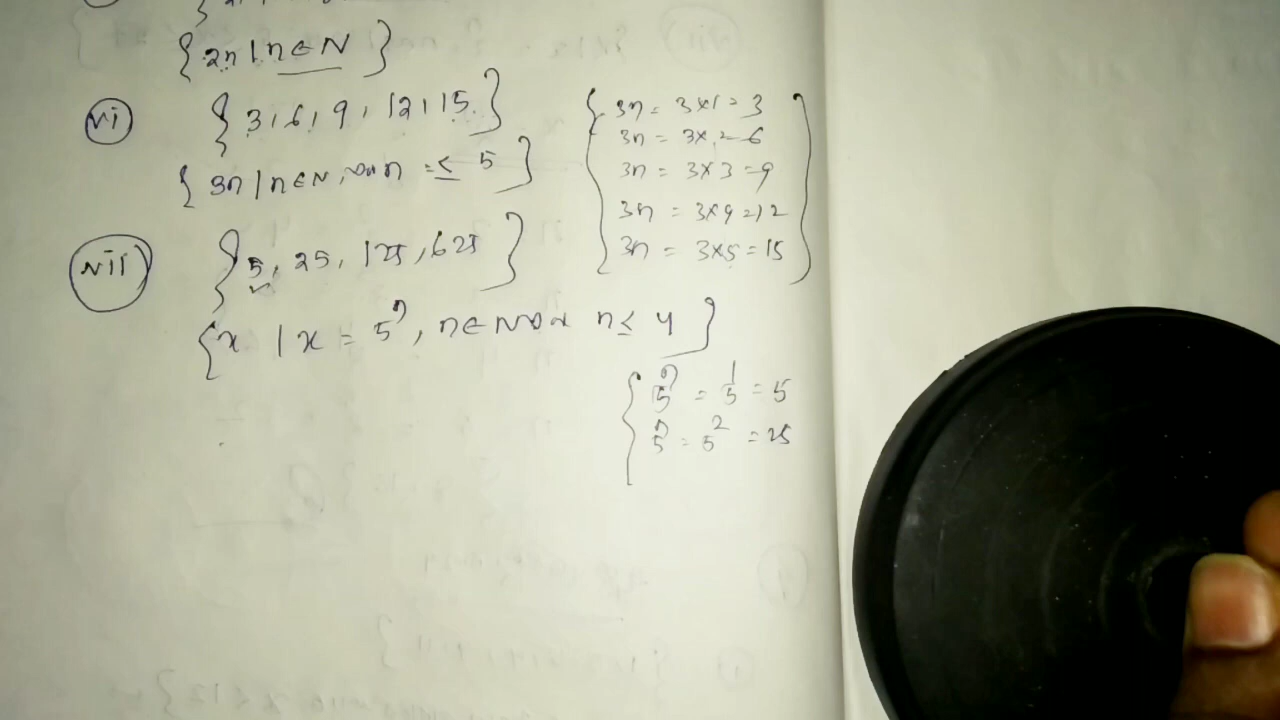 {2n | n ∈ N }
vi { 3, 6, 9, 12, 15 }
{ 3n | n ∈ N, n = ≤ 5 }
{ 3n = 3×1 = 3
3n = 3×2 = 6
3n = 3×3 = 9
3n = 3×4 = 12
3n = 3×5 = 15 }
vii { 5, 25, 125, 625 }
{ x | x = 5ⁿ, n ∈ N n ≤ 4 }
{ 5ⁿ = 5¹ = 5
5ⁿ = 5² = 25